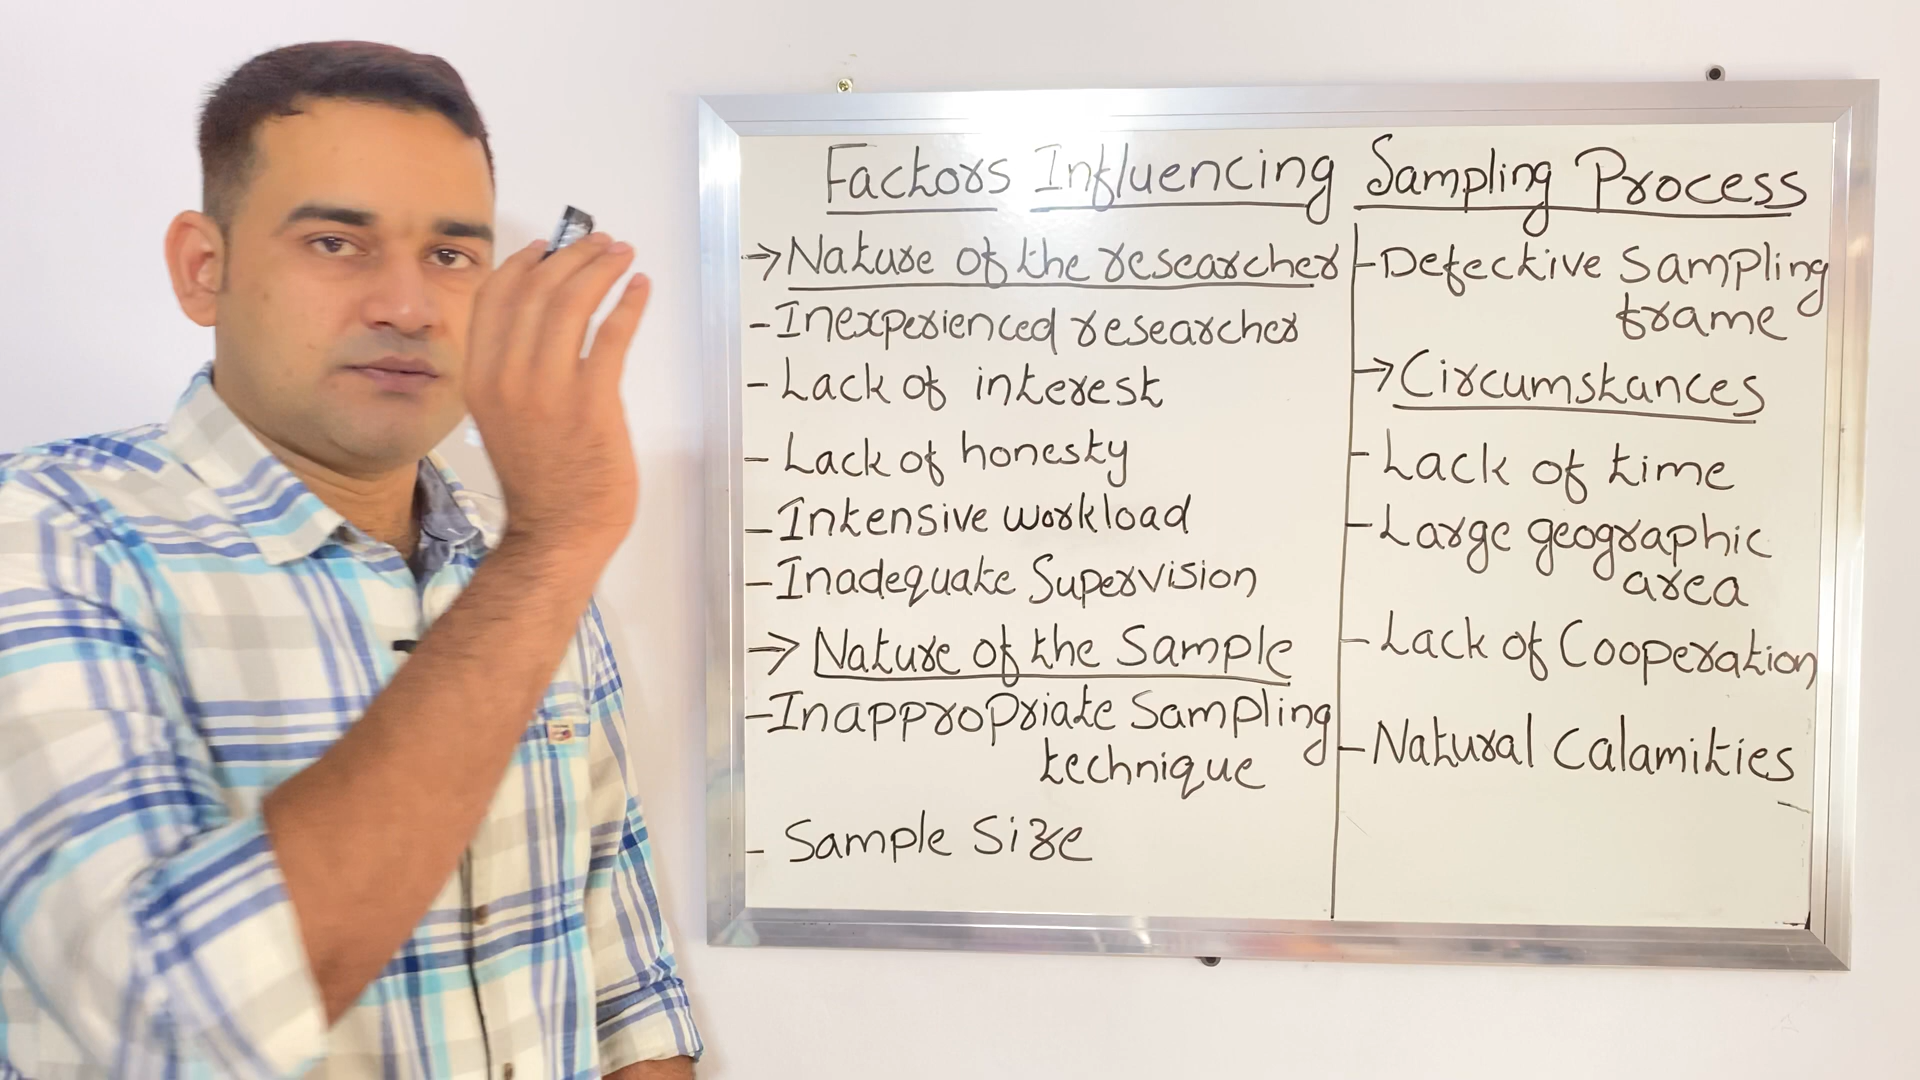 Factors Influencing Sampling Process
→ Nature of the researcher
- Inexperienced researcher
- Lack of interest
- Lack of honesty
- Intensive workload
- Inadequate Supervision
→ Nature of the Sample
- Inappropriate Sampling
technique
- Sample Size
- Defective Sampling
frame
→ Circumstances
- Lack of time
- Large geographic
area
- Lack of Cooperation
- Natural Calamities